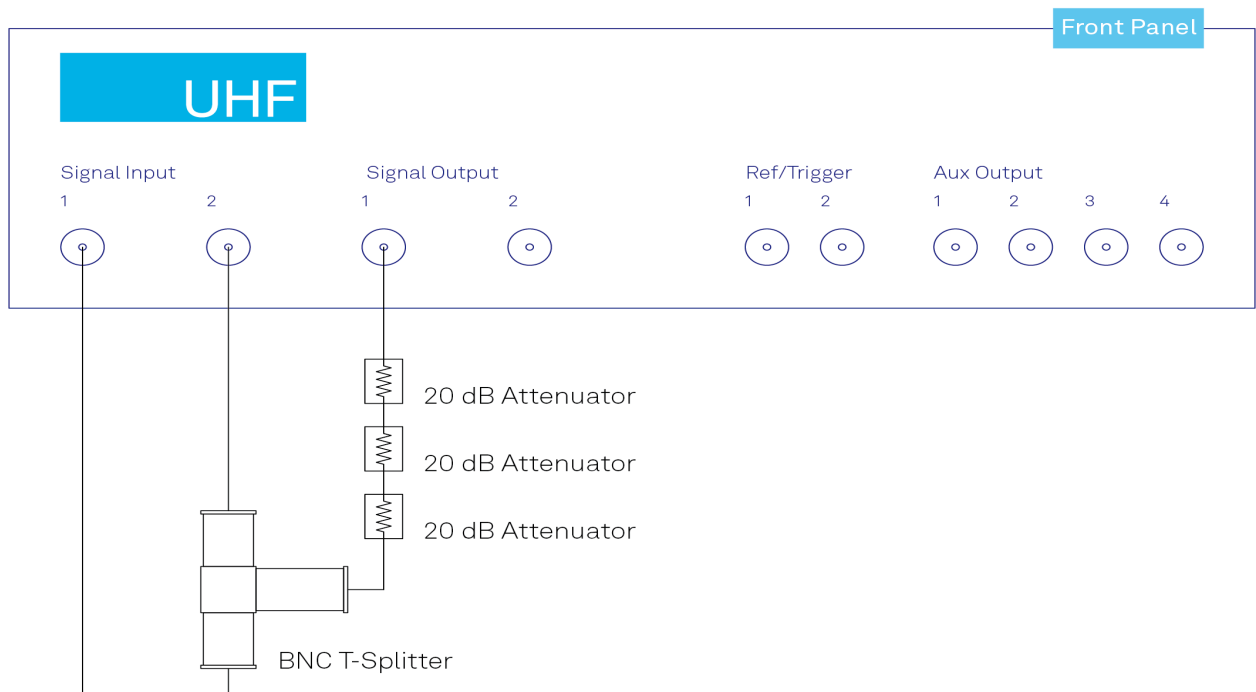 Front Panel
UHF
Signal Input Signal Output Ref/Trigger Aux Output
1 2 1 2 1 2 1 2 3 4
20 dB Attenuator
20 dB Attenuator
20 dB Attenuator
BNC T-Splitter